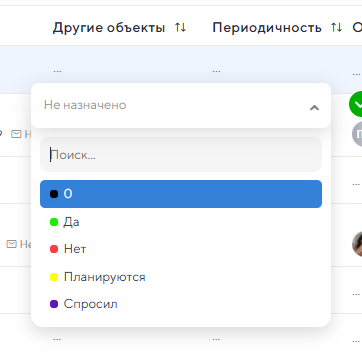 Другие объекты Периодичность О
... ... ...
Не назначено
Поиск...
0
Да
Нет
Планируются
Спросил
...
...
... ... ...